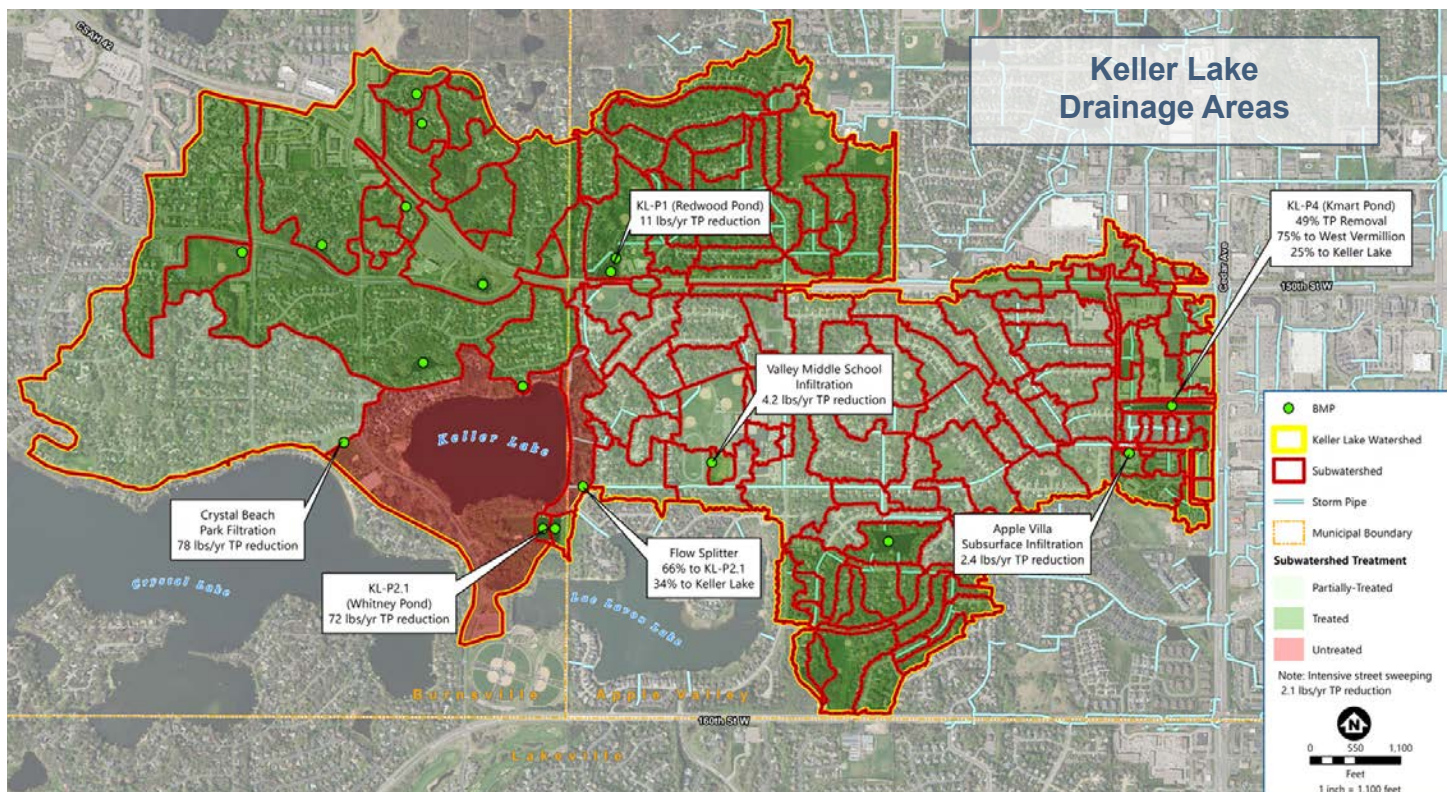 Keller Lake
Drainage Areas
CSAH 42
KL-P1 (Redwood Pond)
11 lbs/yr TP reduction
KL-P4 (Kmart Pond)
49% TP Removal
75% to West Vermillion
25% to Keller Lake
Cedar Ave
150th St W
Valley Middle School
Infiltration
4.2 lbs/yr TP reduction
Keller Lake
Crystal Beach
Park Filtration
78 lbs/yr TP reduction
Flow Splitter
66% to KL-P2.1
34% to Keller Lake
Apple Villa
Subsurface Infiltration
2.4 lbs/yr TP reduction
Crystal Lake
KL-P2.1
(Whitney Pond)
72 lbs/yr TP reduction
Lac Lavon Lake
Burnsville
Apple Valley
160th St W
Lakeville
BMP
Keller Lake Watershed
Subwatershed
Storm Pipe
Municipal Boundary
Subwatershed Treatment
Partially-Treated
Treated
Untreated
Note: Intensive street sweeping
2.1 lbs/yr TP reduction
N
0 550 1,100
Feet
1 inch = 1,100 feet